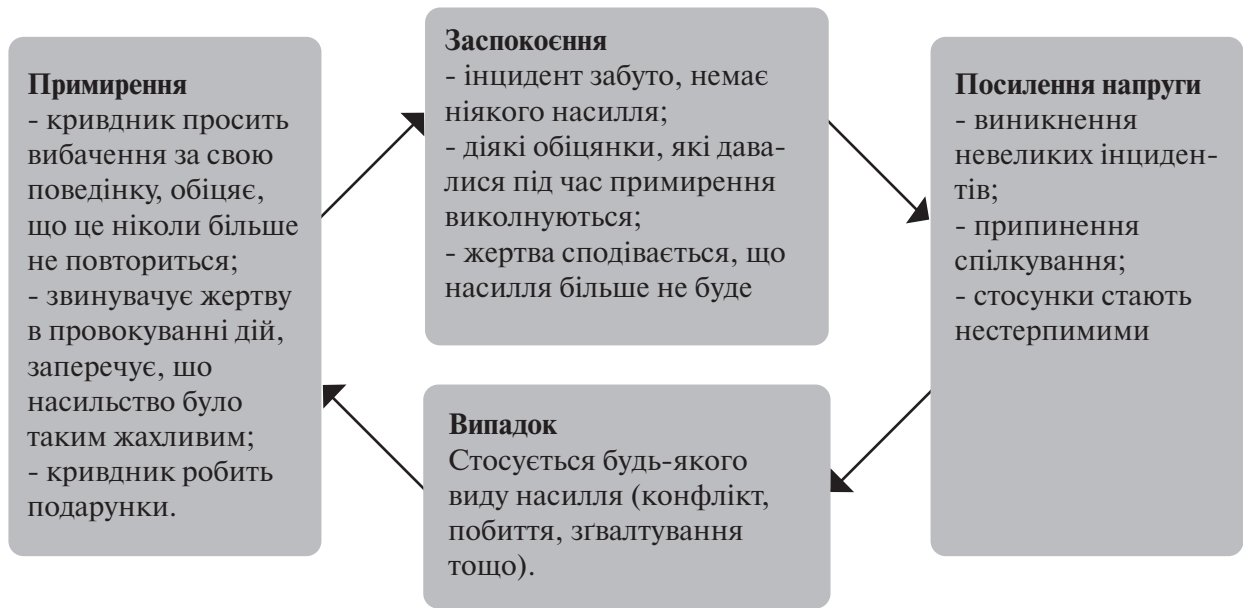 Примирення
- кривдник просить
вибачення за свою
поведінку, обіцяє,
що це ніколи більше
не повториться;
- звинувачує жертву
в провокуванні дій,
заперечує, шо
насильство було
таким жахливим;
- кривдник робить
подарунки.
Заспокоєння
- інцидент забуто, немає
ніякого насилля;
- діякі обіцянки, які дава-
лися під час примирення
виколнуються;
- жертва сподівається, що
насилля більше не буде
Посилення напруги
- виникнення
невеликих інциден-
тів;
- припинення
спілкування;
- стосунки стають
нестерпимими
Випадок
Стосується будь-якого
виду насилля (конфлікт,
побиття, зґвалтування
тощо).